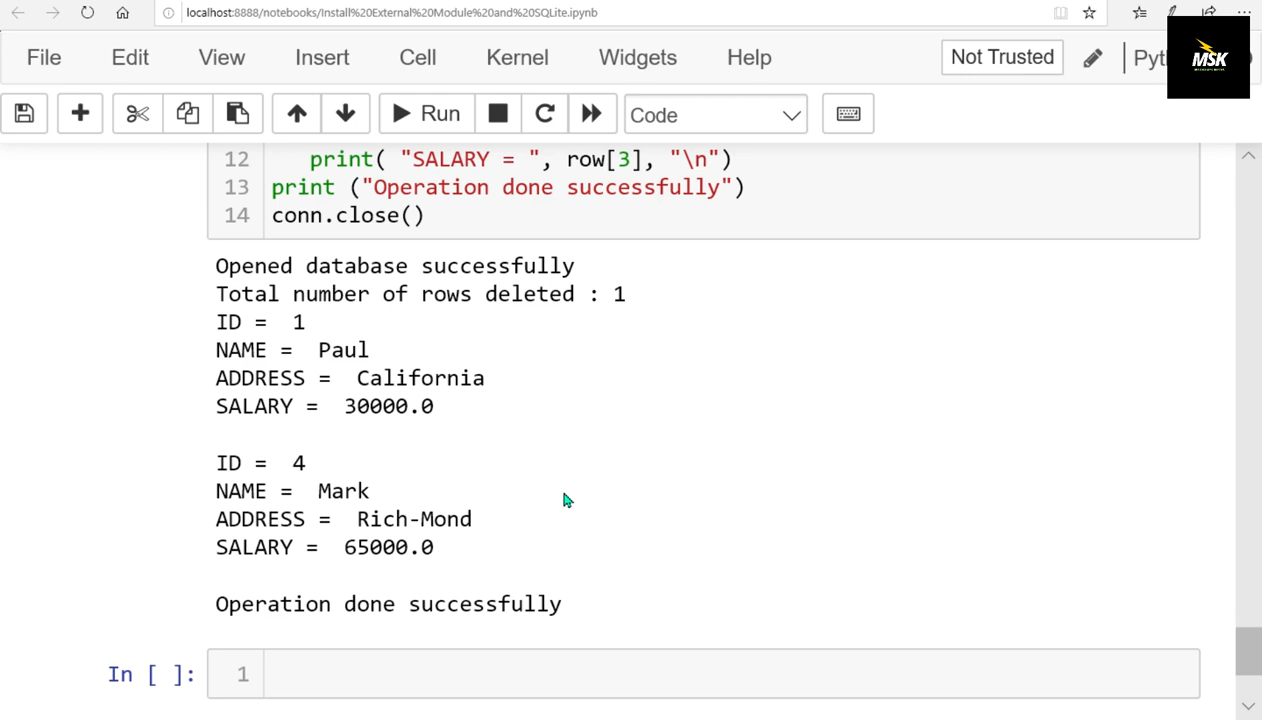 localhost:8888/notebooks/Install%20External%20Module%20and%20SQLite.ipynb
File Edit View Insert Cell Kernel Widgets Help Not Trusted Pyt
MSK
Run Code
12 print( "SALARY = ", row[3], "\n")
13 print ("Operation done successfully")
14 conn.close()
Opened database successfully
Total number of rows deleted : 1
ID = 1
NAME = Paul
ADDRESS = California
SALARY = 30000.0
ID = 4
NAME = Mark
ADDRESS = Rich-Mond
SALARY = 65000.0
Operation done successfully
In [ ]: 1